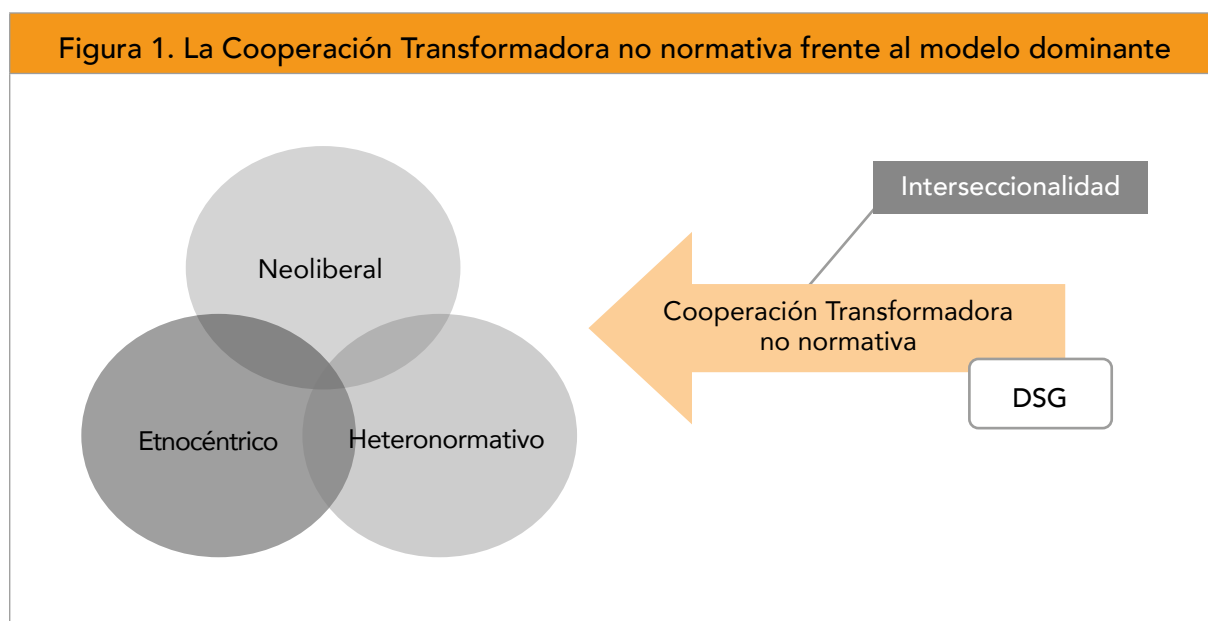 Figura 1. La Cooperación Transformadora no normativa frente al modelo dominante
Neoliberal
Etnocéntrico
Heteronormativo
Interseccionalidad
Cooperación Transformadora
no normativa
DSG